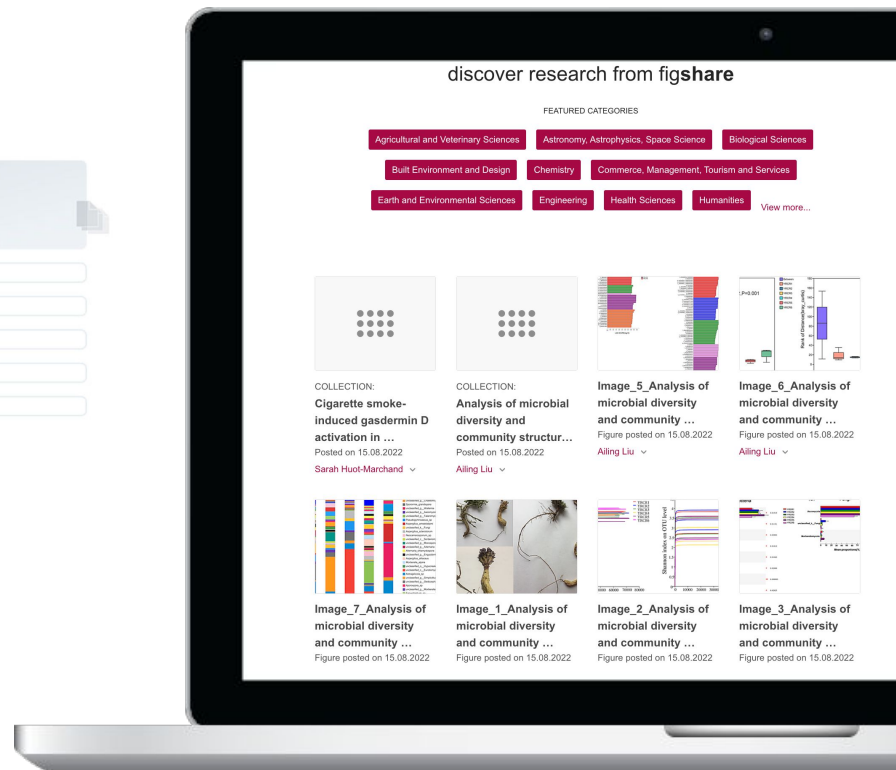 discover research from figshare
FEATURED CATEGORIES
Agricultural and Veterinary Sciences
Astronomy, Astrophysics, Space Science
Biological Sciences
Built Environment and Design
Chemistry
Commerce, Management, Tourism and Services
Earth and Environmental Sciences
Engineering
Health Sciences
Humanities
View more...
COLLECTION:
Cigarette smoke-
induced gasdermin D
activation in …
Posted on 15.08.2022
Sarah Huot-Marchand
COLLECTION:
Analysis of microbial
diversity and
community structur…
Posted on 15.08.2022
Ailing Liu
Image_5_Analysis of
microbial diversity
and community …
Figure posted on 15.08.2022
Ailing Liu
P=0.001
Image_6_Analysis of
microbial diversity
and community …
Figure posted on 15.08.2022
Ailing Liu
Image_7_Analysis of
microbial diversity
and community …
Figure posted on 15.08.2022
Image_1_Analysis of
microbial diversity
and community …
Figure posted on 15.08.2022
Shannon index on OTU level
Image_2_Analysis of
microbial diversity
and community …
Figure posted on 15.08.2022
Image_3_Analysis of
microbial diversity
and community …
Figure posted on 15.08.2022